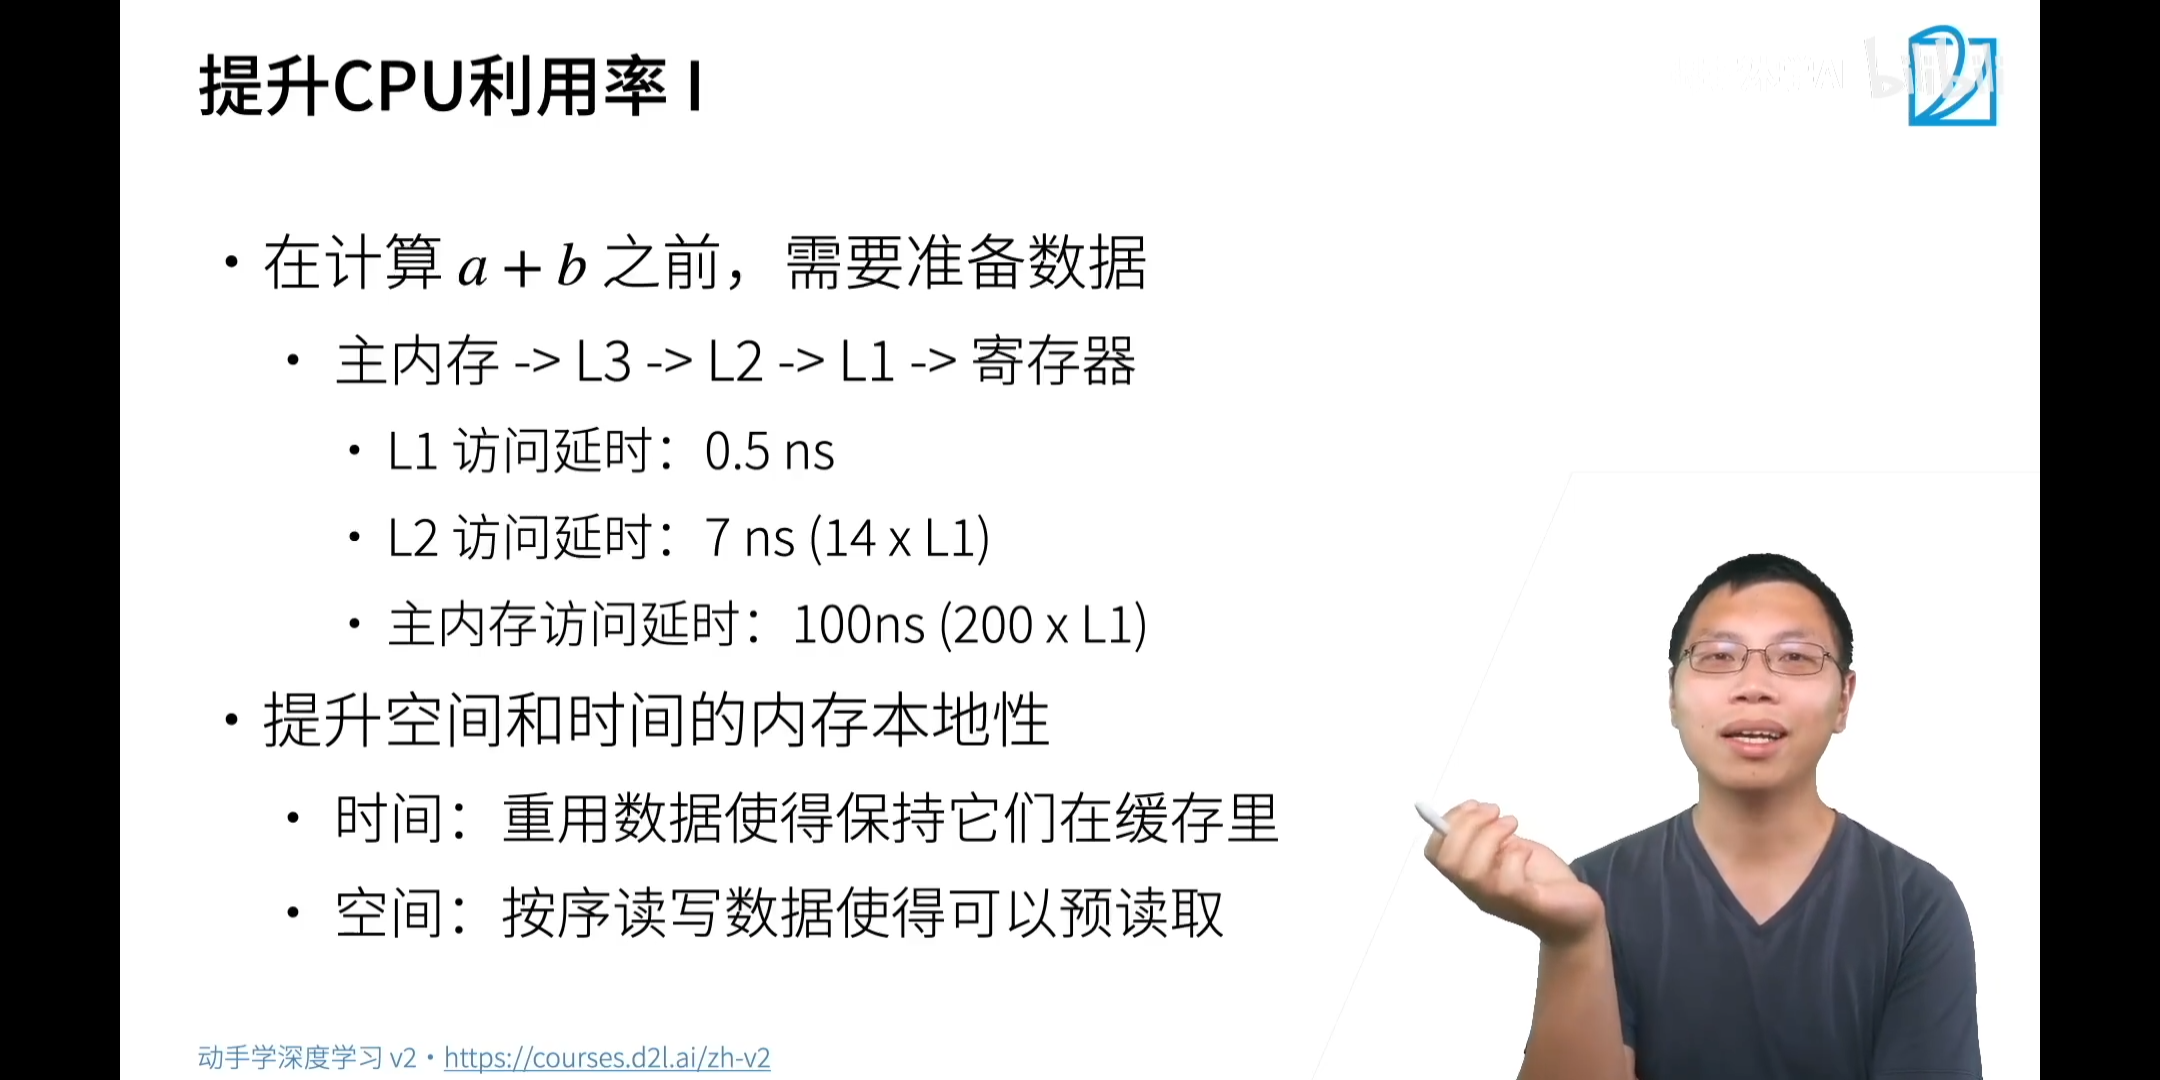 提升CPU利用率 I
• 在计算 a + b 之前，需要准备数据
• 主内存 -> L3 -> L2 -> L1 -> 寄存器
• L1 访问延时：0.5 ns
• L2 访问延时：7 ns (14 x L1)
• 主内存访问延时：100ns (200 x L1)
• 提升空间和时间的内存本地性
• 时间：重用数据使得保持它们在缓存里
• 空间：按序读写数据使得可以预读取
动手学深度学习 v2 • https://courses.d2l.ai/zh-v2